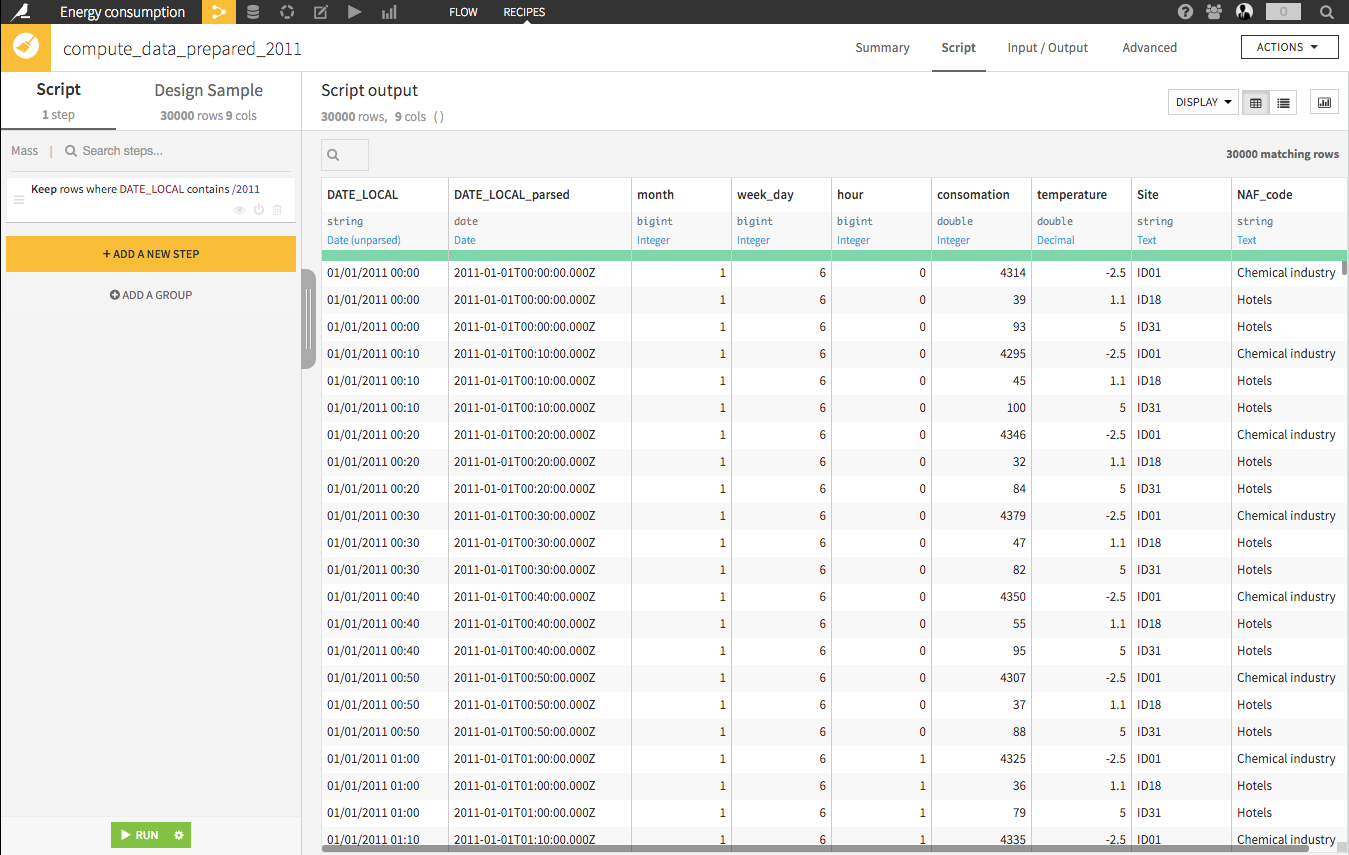 Energy consumption FLOW RECIPES 0
compute_data_prepared_2011 Summary Script Input / Output Advanced ACTIONS
Script Design Sample
1 step 30000 rows 9 cols
Script output
30000 rows, 9 cols ( )
DISPLAY
Mass | Search steps...
30000 matching rows
Keep rows where DATE_LOCAL contains /2011
+ ADD A NEW STEP
ADD A GROUP
RUN
DATE_LOCAL DATE_LOCAL_parsed month week_day hour consomation temperature Site NAF_code
string date bigint bigint bigint double double string string
Date (unparsed) Date Integer Integer Integer Integer Decimal Text Text
01/01/2011 00:00 2011-01-01T00:00:00.000Z 1 6 0 4314 -2.5 ID01 Chemical industry
01/01/2011 00:00 2011-01-01T00:00:00.000Z 1 6 0 39 1.1 ID18 Hotels
01/01/2011 00:00 2011-01-01T00:00:00.000Z 1 6 0 93 5 ID31 Hotels
01/01/2011 00:10 2011-01-01T00:10:00.000Z 1 6 0 4295 -2.5 ID01 Chemical industry
01/01/2011 00:10 2011-01-01T00:10:00.000Z 1 6 0 45 1.1 ID18 Hotels
01/01/2011 00:10 2011-01-01T00:10:00.000Z 1 6 0 100 5 ID31 Hotels
01/01/2011 00:20 2011-01-01T00:20:00.000Z 1 6 0 4346 -2.5 ID01 Chemical industry
01/01/2011 00:20 2011-01-01T00:20:00.000Z 1 6 0 32 1.1 ID18 Hotels
01/01/2011 00:20 2011-01-01T00:20:00.000Z 1 6 0 84 5 ID31 Hotels
01/01/2011 00:30 2011-01-01T00:30:00.000Z 1 6 0 4379 -2.5 ID01 Chemical industry
01/01/2011 00:30 2011-01-01T00:30:00.000Z 1 6 0 47 1.1 ID18 Hotels
01/01/2011 00:30 2011-01-01T00:30:00.000Z 1 6 0 82 5 ID31 Hotels
01/01/2011 00:40 2011-01-01T00:40:00.000Z 1 6 0 4350 -2.5 ID01 Chemical industry
01/01/2011 00:40 2011-01-01T00:40:00.000Z 1 6 0 55 1.1 ID18 Hotels
01/01/2011 00:40 2011-01-01T00:40:00.000Z 1 6 0 95 5 ID31 Hotels
01/01/2011 00:50 2011-01-01T00:50:00.000Z 1 6 0 4307 -2.5 ID01 Chemical industry
01/01/2011 00:50 2011-01-01T00:50:00.000Z 1 6 0 37 1.1 ID18 Hotels
01/01/2011 00:50 2011-01-01T00:50:00.000Z 1 6 0 88 5 ID31 Hotels
01/01/2011 01:00 2011-01-01T01:00:00.000Z 1 6 1 4325 -2.5 ID01 Chemical industry
01/01/2011 01:00 2011-01-01T01:00:00.000Z 1 6 1 36 1.1 ID18 Hotels
01/01/2011 01:00 2011-01-01T01:00:00.000Z 1 6 1 79 5 ID31 Hotels
01/01/2011 01:10 2011-01-01T01:10:00.000Z 1 6 1 4335 -2.5 ID01 Chemical industry